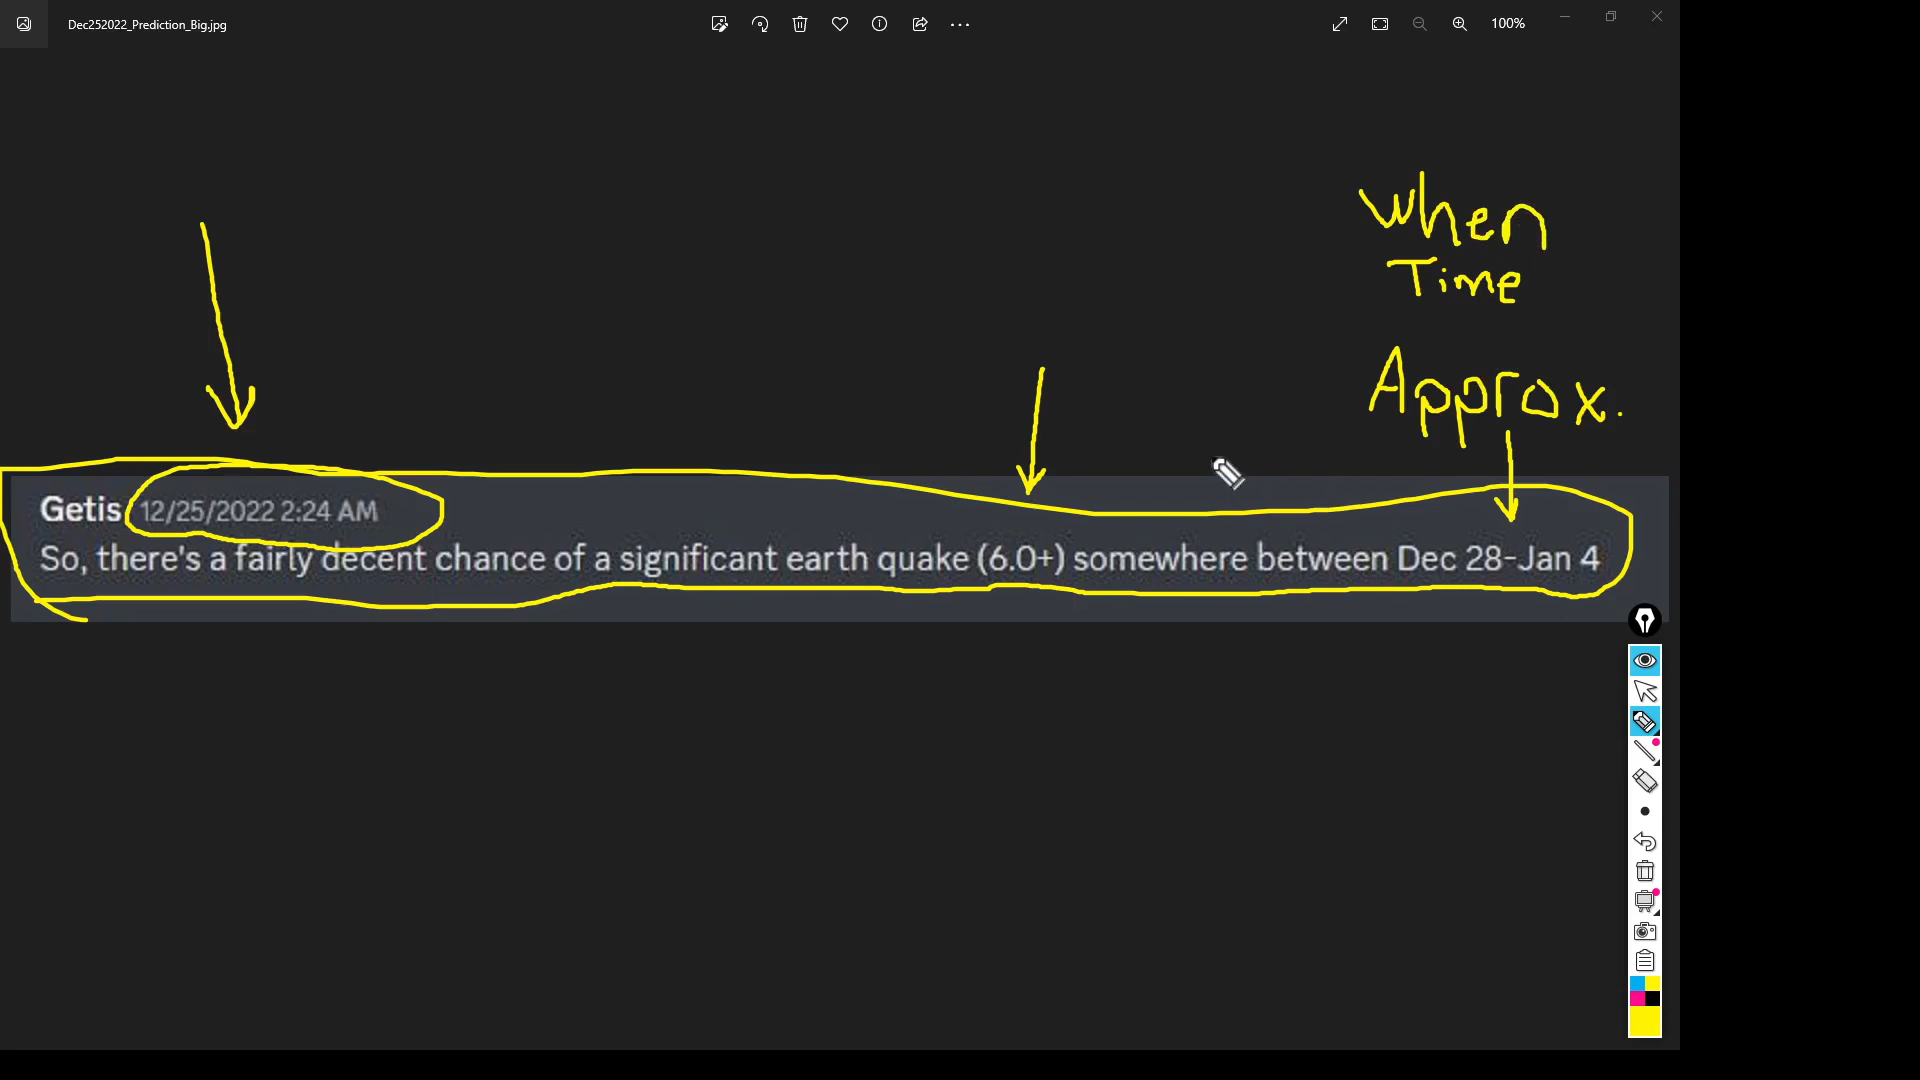 Dec252022_Prediction_Big.jpg
100%
When
Time
Approx.
Getis 12/25/2022 2:24 AM
So, there's a fairly decent chance of a significant earth quake (6.0+) somewhere between Dec 28-Jan 4